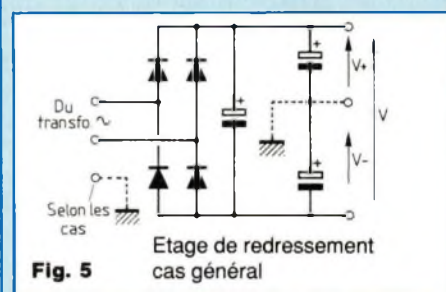 +
+
V+
Du
transfo ~
+
V
V-
Selon les
cas
Etage de redressement
Fig. 5 cas général